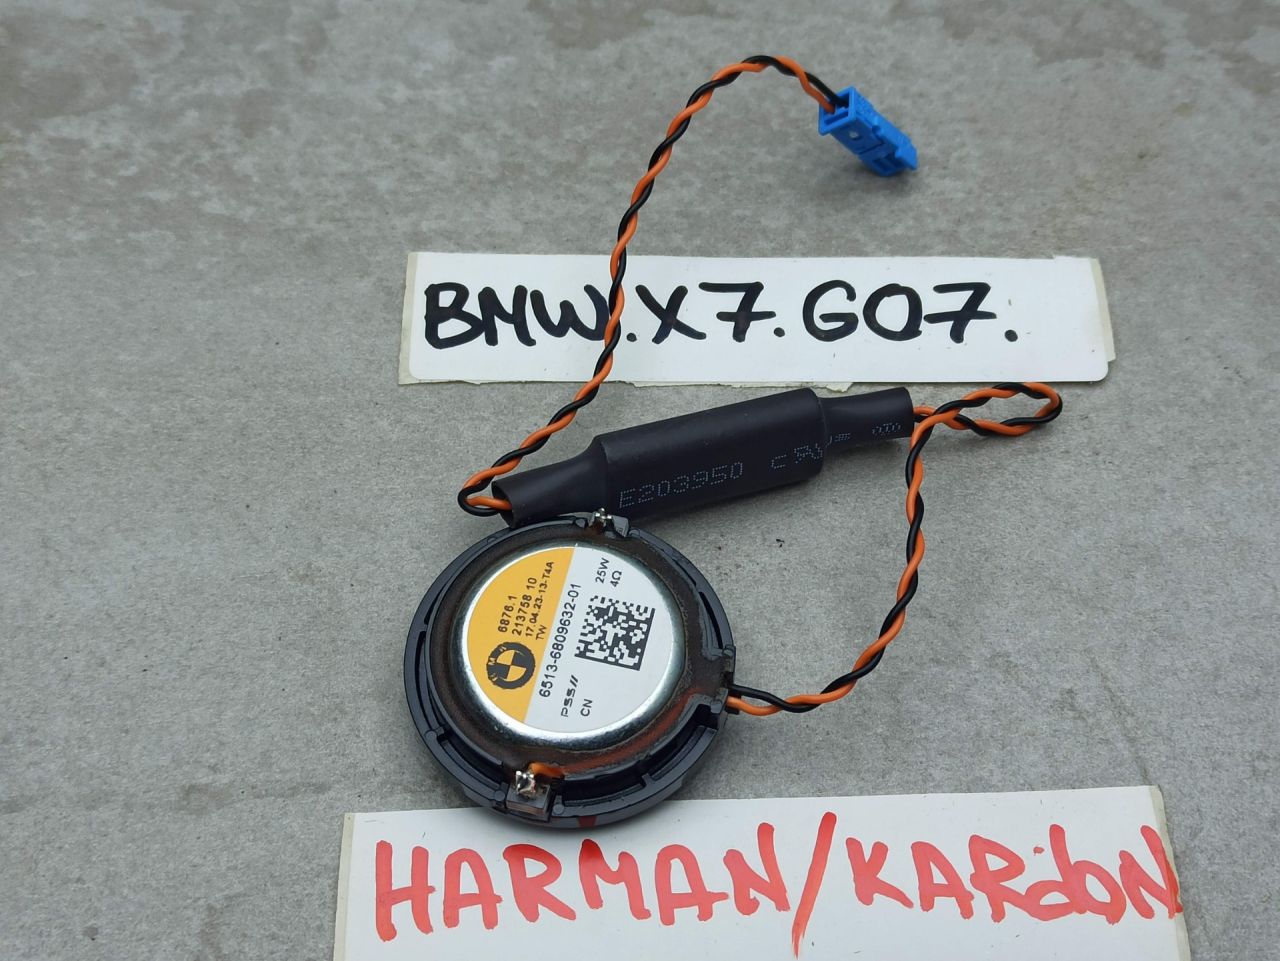 BMW.X7.G07.
E203950
6876.1
213758 10
17.04.23-13-T4A
TW
6513-6809632-01
25W
4Ω
PSS//
CN
HARMAN/KARdON